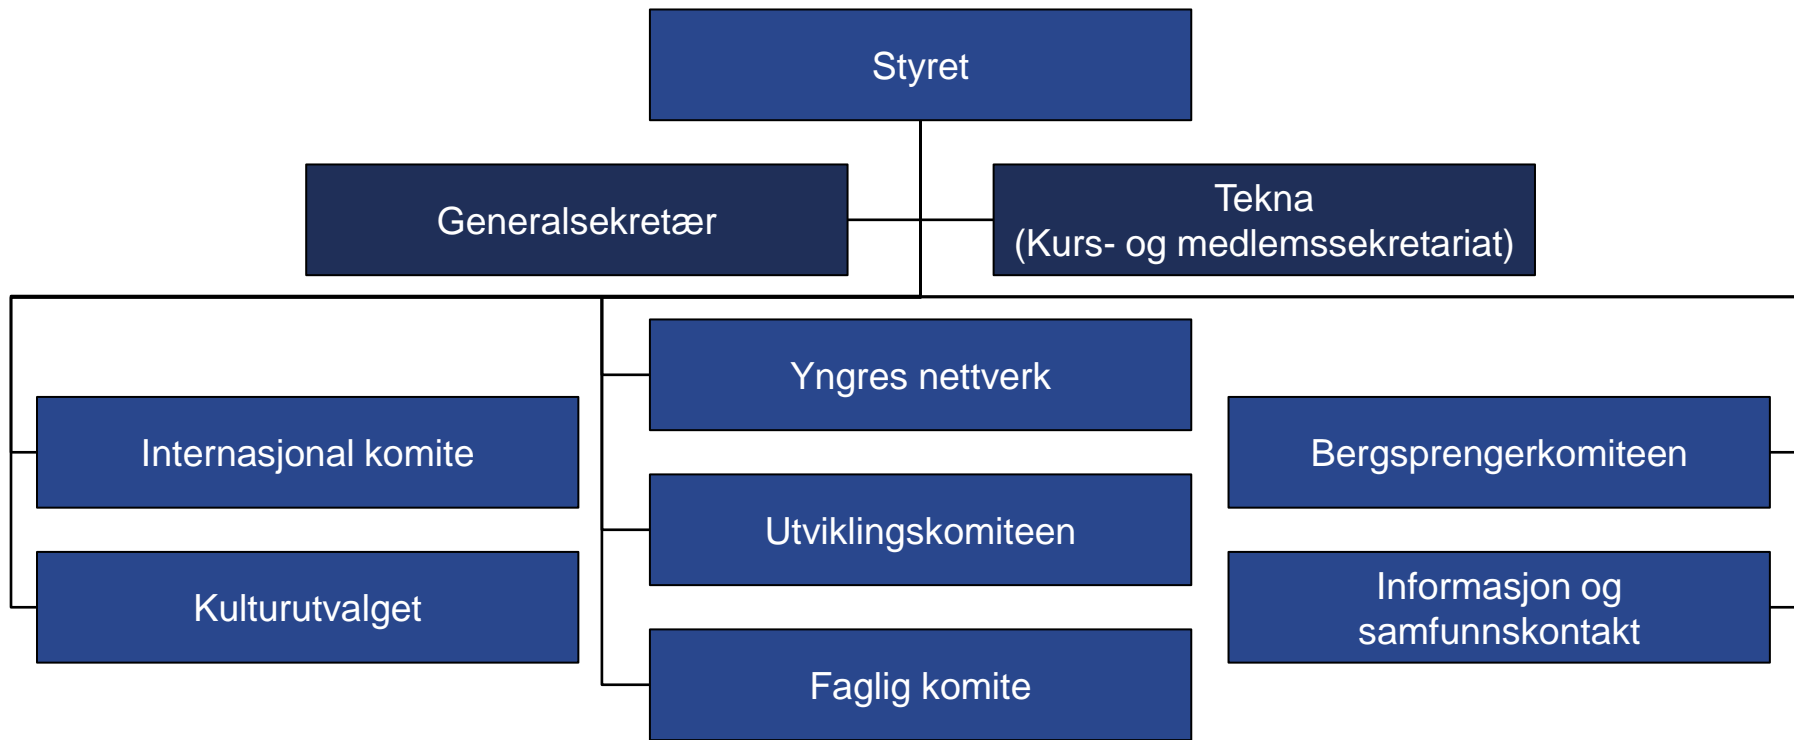 Styret
Generalsekretær
Tekna
(Kurs- og medlemssekretariat)
Yngres nettverk
Internasjonal komite
Bergsprengerkomiteen
Utviklingskomiteen
Kulturutvalget
Informasjon og
samfunnskontakt
Faglig komite